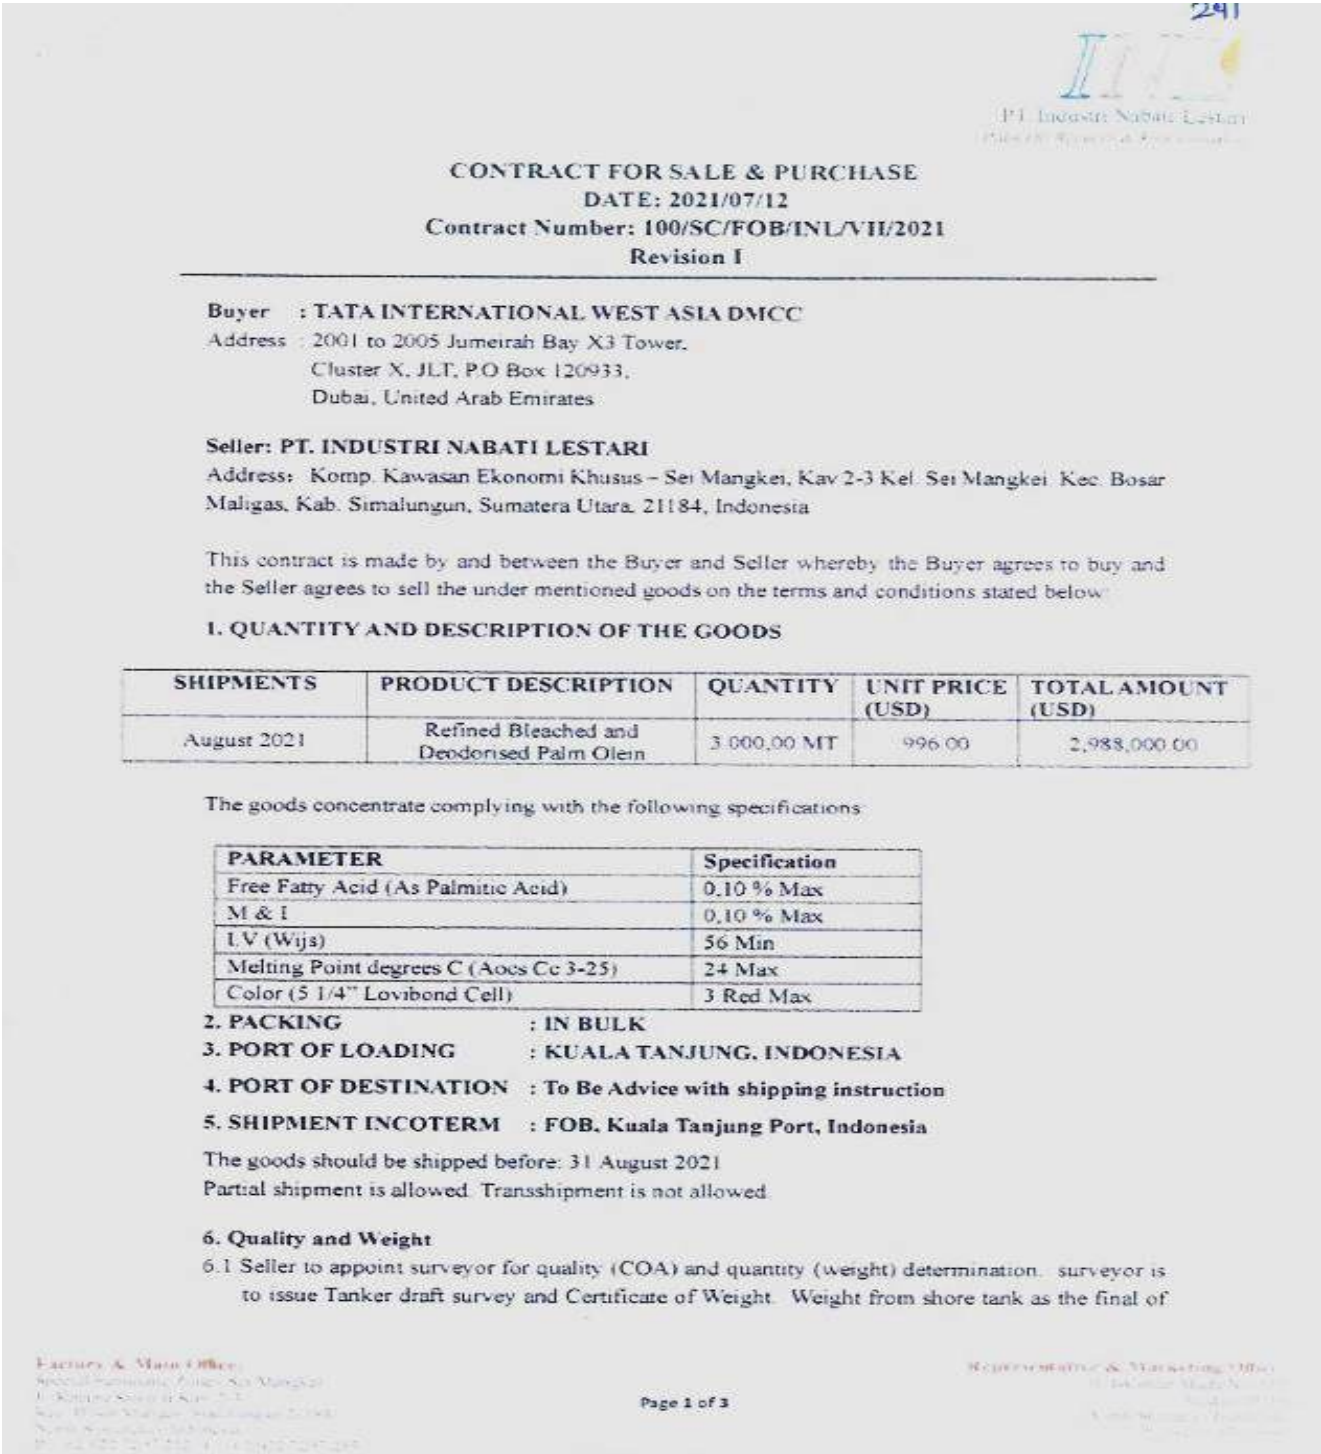 241
PT. Industri Nabati Lestari
CONTRACT FOR SALE & PURCHASE
DATE: 2021/07/12
Contract Number: 100/SC/FOB/INL/VII/2021
Revision I
Buyer : TATA INTERNATIONAL WEST ASIA DMCC
Address : 2001 to 2005 Jumeirah Bay X3 Tower,
Cluster X, JLT, P.O Box 120933,
Dubai, United Arab Emirates
Seller: PT. INDUSTRI NABATI LESTARI
Address: Komp. Kawasan Ekonomi Khusus – Sei Mangkei, Kav 2-3 Kel. Sei Mangkei Kec. Bosar
Maligas, Kab. Simalungun, Sumatera Utara, 21184, Indonesia
This contract is made by and between the Buyer and Seller whereby the Buyer agrees to buy and
the Seller agrees to sell the under mentioned goods on the terms and conditions stated below:
1. QUANTITY AND DESCRIPTION OF THE GOODS
SHIPMENTS PRODUCT DESCRIPTION QUANTITY UNIT PRICE (USD) TOTAL AMOUNT (USD)
August 2021 Refined Bleached and Deodorised Palm Olein 3.000,00 MT 996.00 2,988,000.00
The goods concentrate complying with the following specifications
PARAMETER Specification
Free Fatty Acid (As Palmitic Acid) 0,10 % Max
M & I 0,10 % Max
I.V (Wijs) 56 Min
Melting Point degrees C (Aocs Cc 3-25) 24 Max
Color (5 1/4" Lovibond Cell) 3 Red Max
2. PACKING : IN BULK
3. PORT OF LOADING : KUALA TANJUNG, INDONESIA
4. PORT OF DESTINATION : To Be Advice with shipping instruction
5. SHIPMENT INCOTERM : FOB, Kuala Tanjung Port, Indonesia
The goods should be shipped before: 31 August 2021
Partial shipment is allowed. Transshipment is not allowed.
6. Quality and Weight
6.1 Seller to appoint surveyor for quality (COA) and quantity (weight) determination. surveyor is
to issue Tanker draft survey and Certificate of Weight. Weight from shore tank as the final of
Factory & Main Office:
Representative & Marketing Office
Page 1 of 3